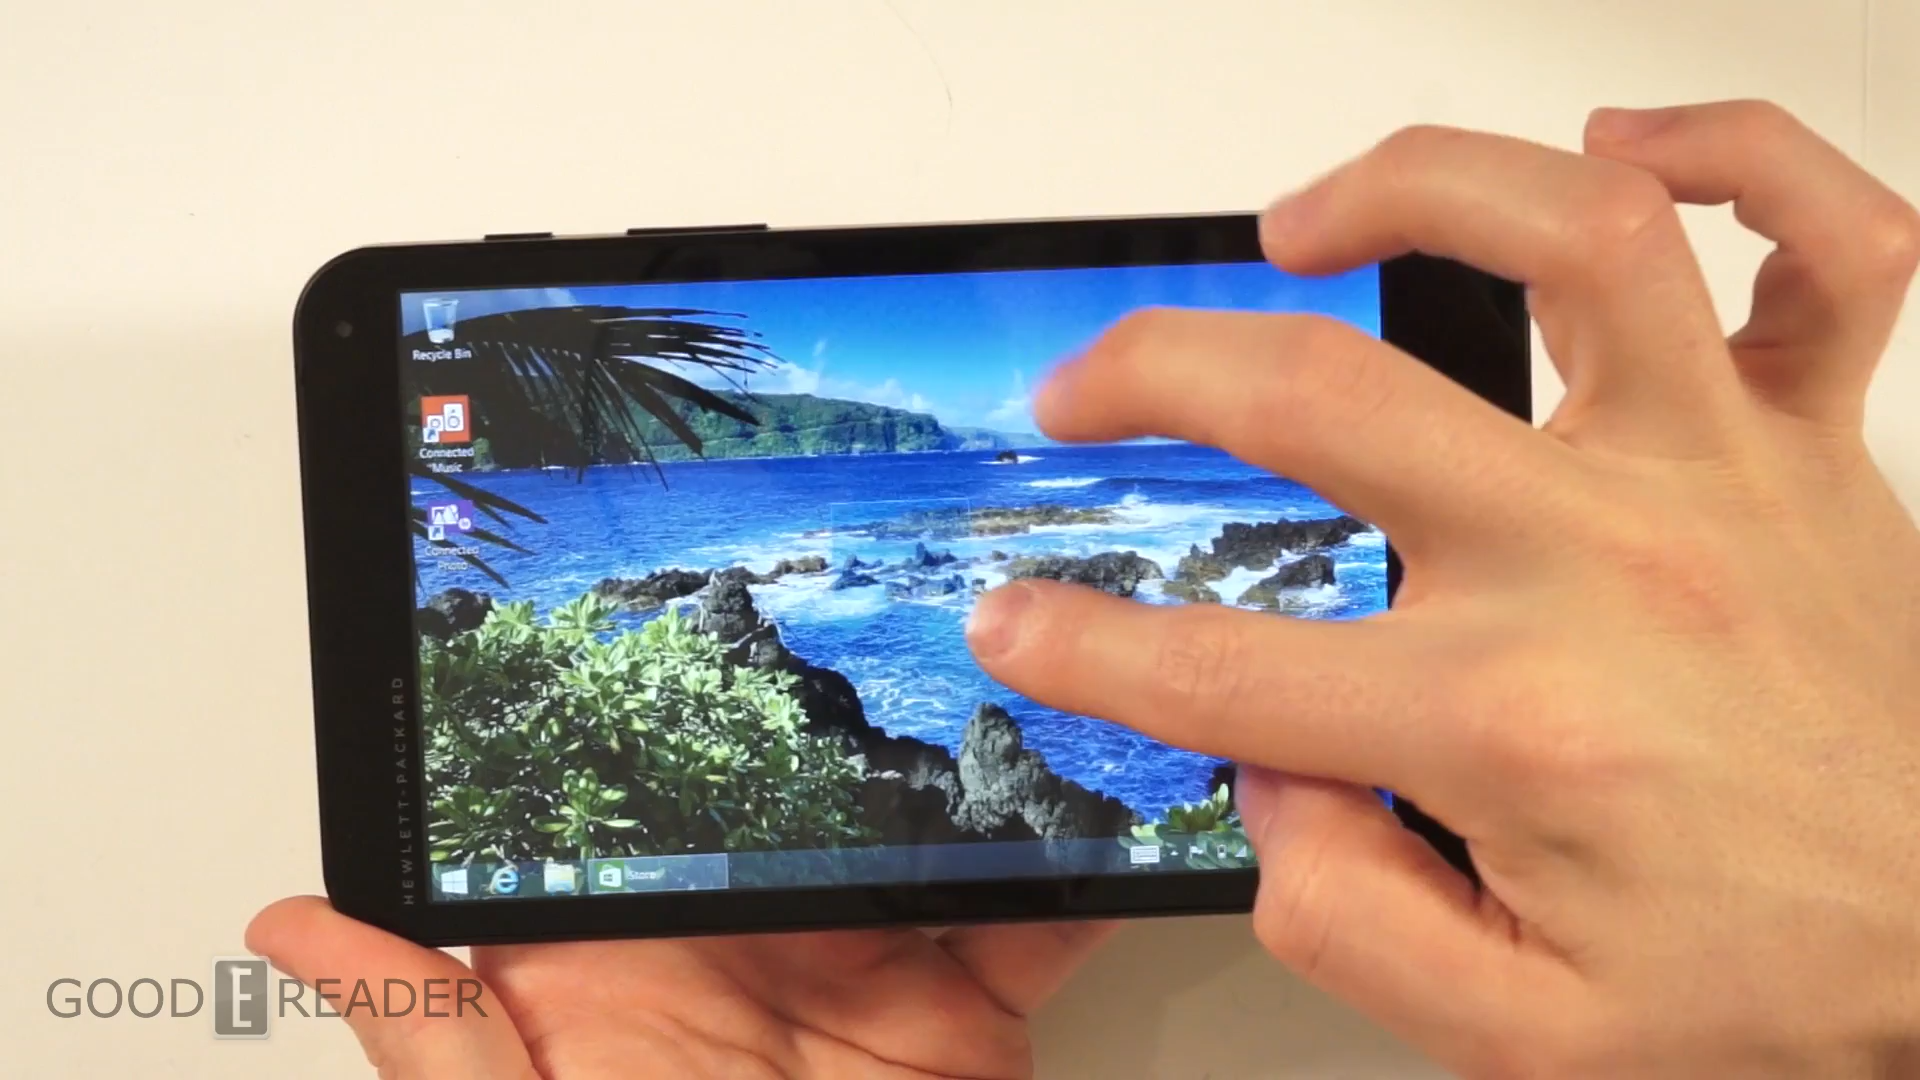 Recycle Bin
Connected
Music
Connected
Photo
HEWLETT-PACKARD
Store
GOOD E READER